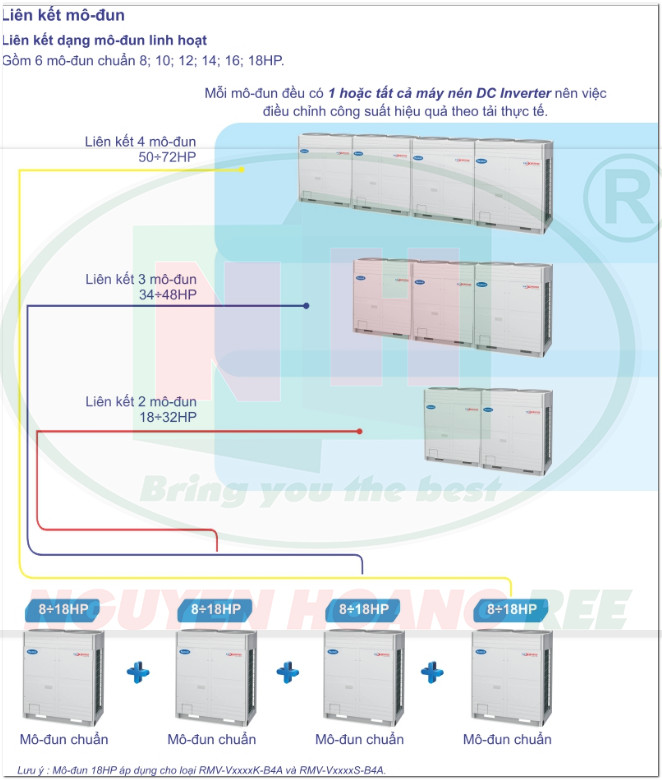 Liên kết mô-đun
Liên kết dạng mô-đun linh hoạt
Gồm 6 mô-đun chuẩn 8; 10; 12; 14; 16; 18HP.
Mỗi mô-đun đều có 1 hoặc tất cả máy nén DC Inverter nên việc
điều chỉnh công suất hiệu quả theo tải thực tế.
Liên kết 4 mô-đun
50÷72HP
®
Liên kết 3 mô-đun
34÷48HP
NH
Liên kết 2 mô-đun
18÷32HP
Bring you the best
8÷18HP 8÷18HP 8÷18HP 8÷18HP
NGUYEN HOANG REE
Mô-đun chuẩn Mô-đun chuẩn Mô-đun chuẩn Mô-đun chuẩn
Lưu ý : Mô-đun 18HP áp dụng cho loại RMV-VxxxxK-B4A và RMV-VxxxxS-B4A.